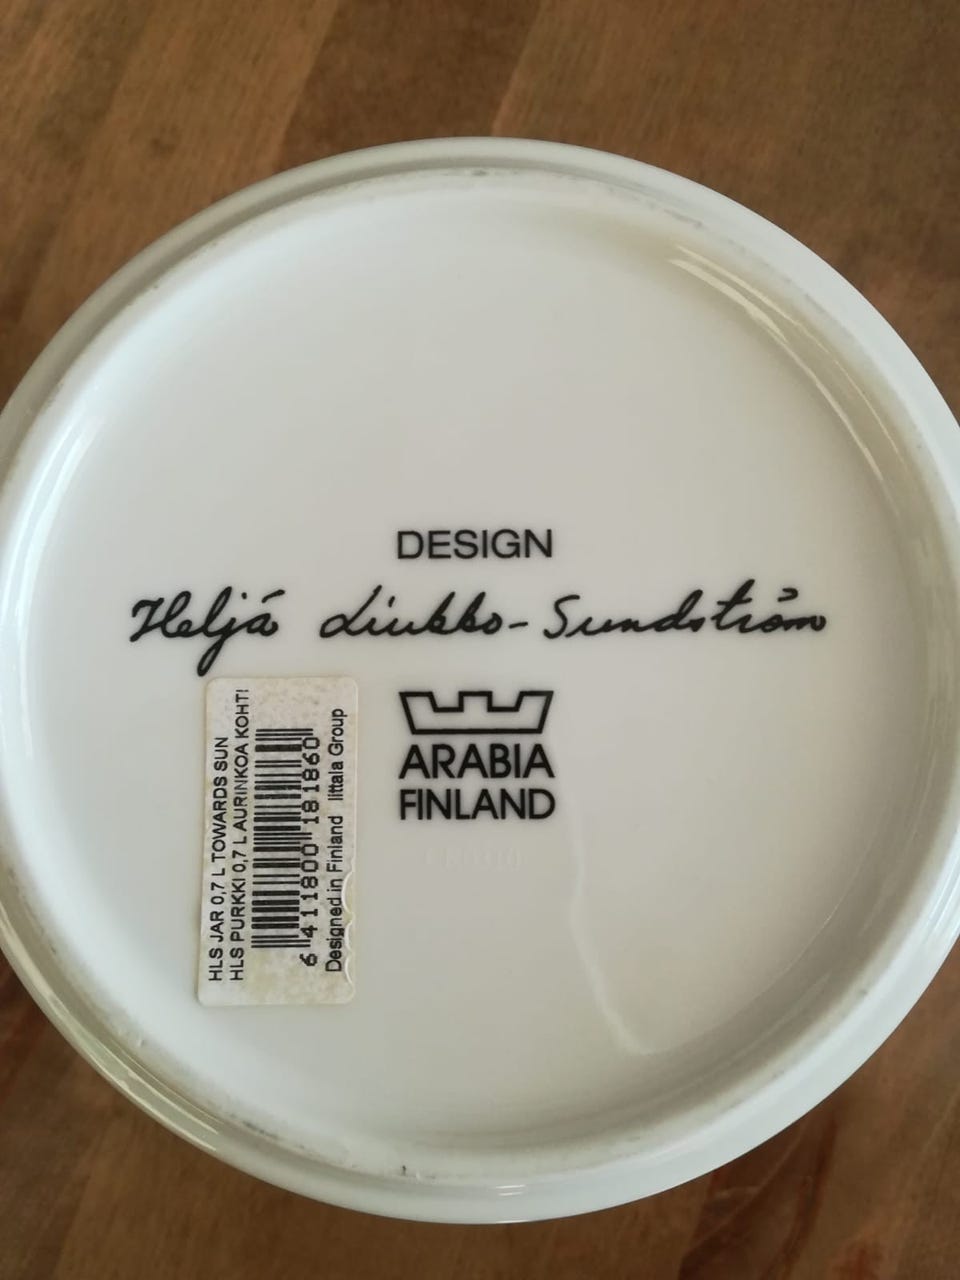 DESIGN
Heljä Liukko-Sundström
ARABIA
FINLAND
HLS JAR 0,7 L TOWARDS SUN
HLS PURKKI 0,7 L AURINKOA KOHTI
6 411800 181860
Designed in Finland Iittala Group